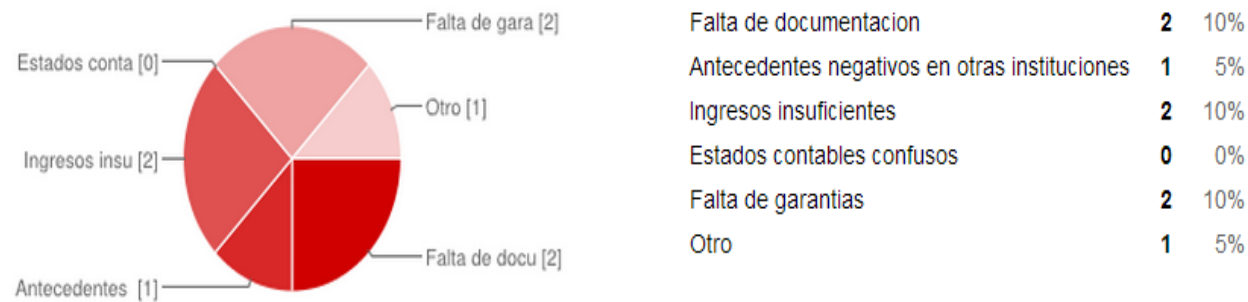 Falta de gara [2]
Estados conta [0]
Otro [1]
Ingresos insu [2]
Falta de docu [2]
Antecedentes [1]
Falta de documentacion 2 10%
Antecedentes negativos en otras instituciones 1 5%
Ingresos insuficientes 2 10%
Estados contables confusos 0 0%
Falta de garantias 2 10%
Otro 1 5%